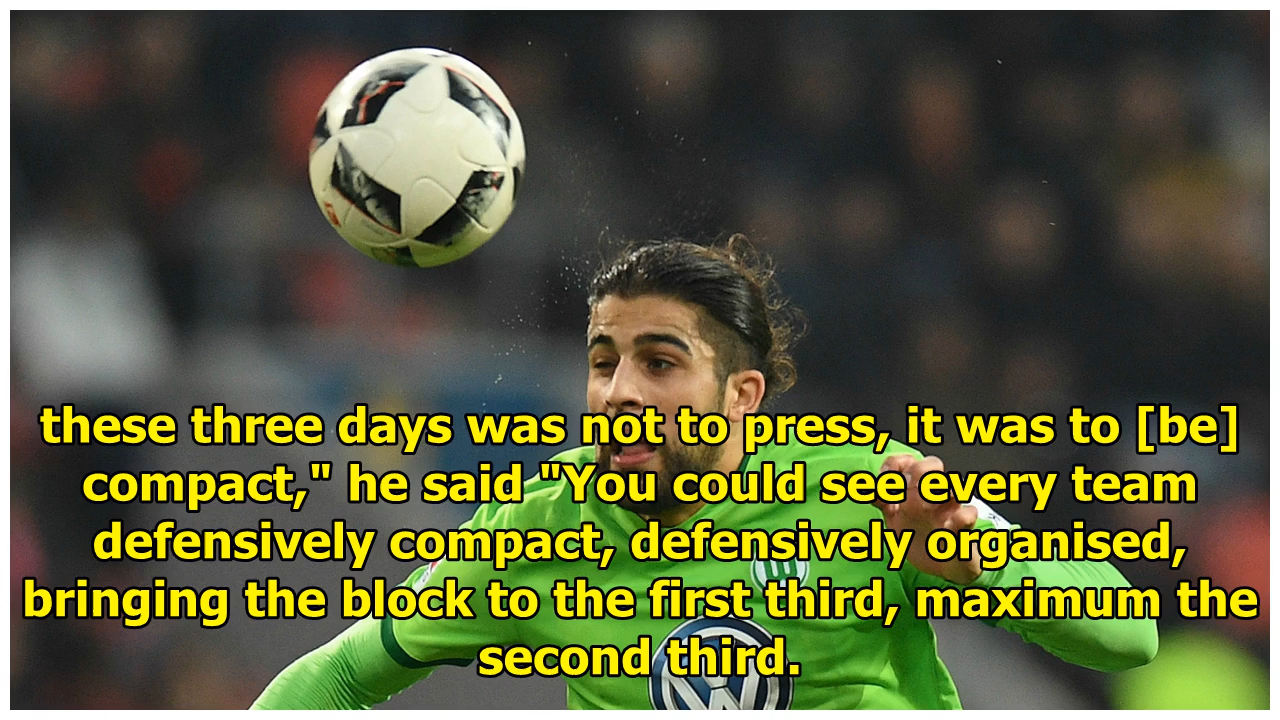 these three days was not to press, it was to [be]
compact," he said "You could see every team
defensively compact, defensively organised,
bringing the block to the first third, maximum the
second third.